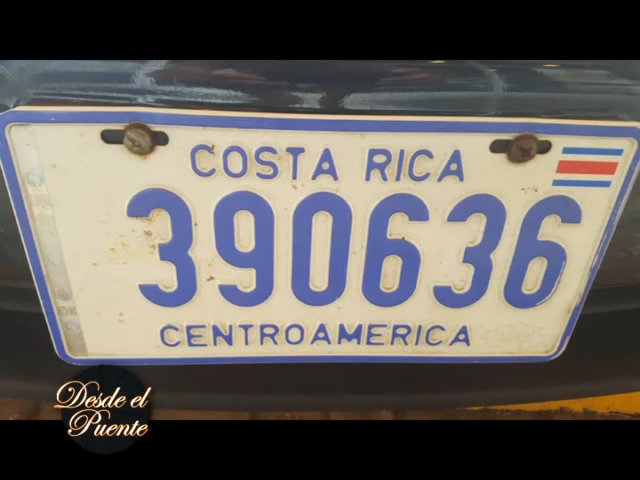 COSTA RICA
390636
CENTROAMERICA
Desde el
Puente